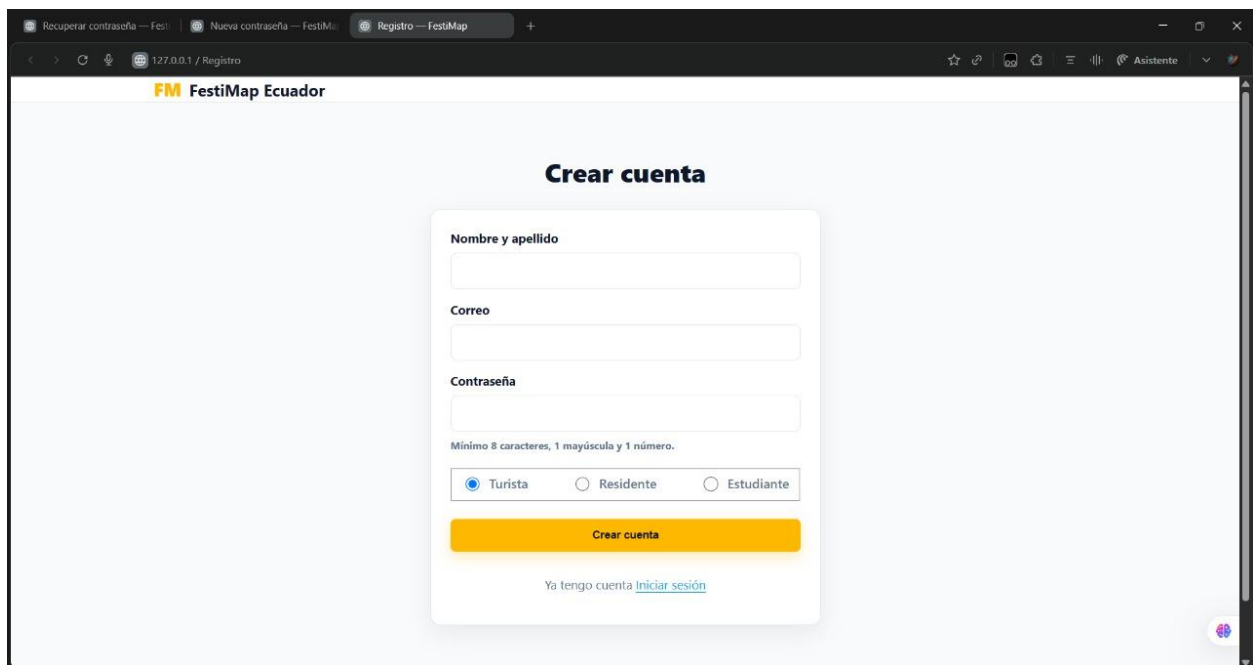 Recuperar contraseña — Festi
Nueva contraseña — FestiMa
Registro — FestiMap
127.0.0.1 / Registro
Asistente
FM FestiMap Ecuador
Crear cuenta
Nombre y apellido
Correo
Contraseña
Mínimo 8 caracteres, 1 mayúscula y 1 número.
Turista Residente Estudiante
Crear cuenta
Ya tengo cuenta Iniciar sesión